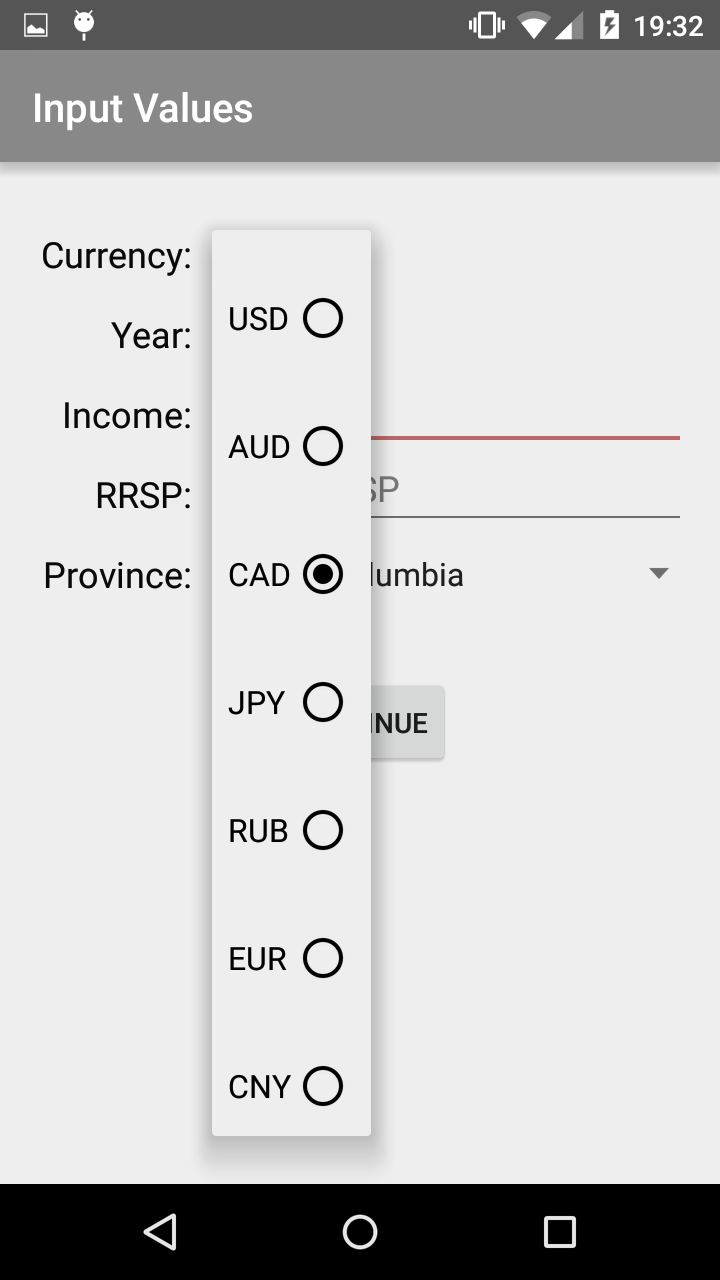 19:32
Input Values
Currency:
USD
Year:
Income:
AUD
RRSP:
SP
Province:
CAD
lumbia
JPY
INUE
RUB
EUR
CNY